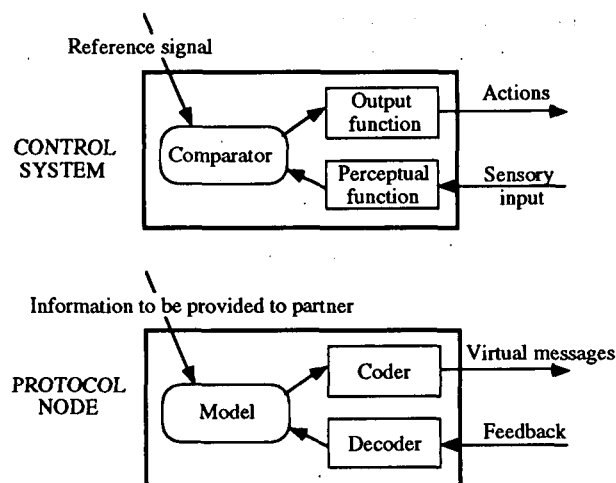 Reference signal
CONTROL
SYSTEM
Comparator
Output
function
Perceptual
function
Actions
Sensory
input
Information to be provided to partner
PROTOCOL
NODE
Model
Coder
Decoder
Virtual messages
Feedback